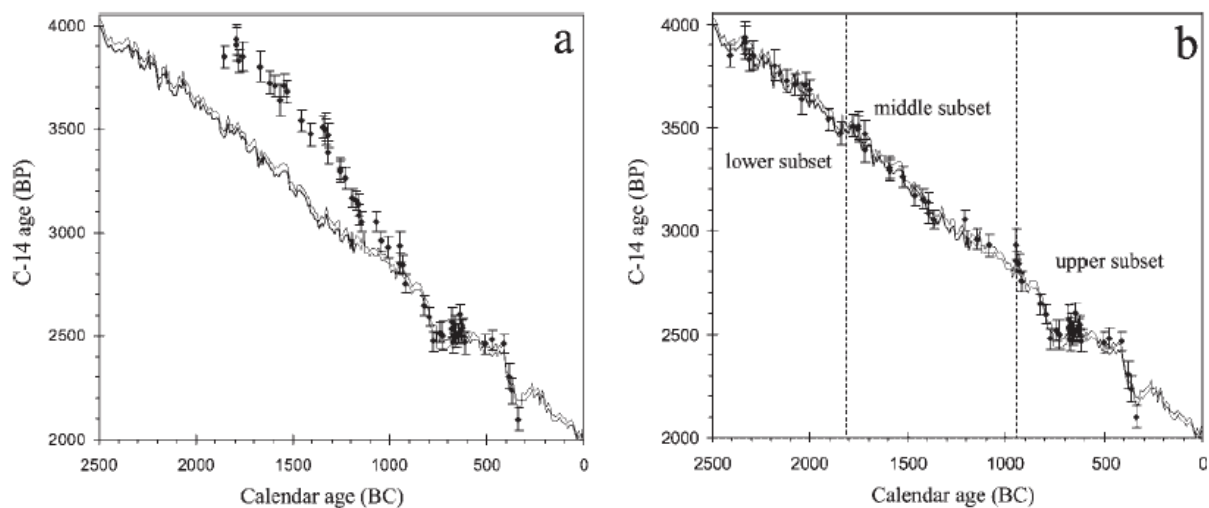 a
4000
3500
3000
2500
2000
C-14 age (BP)
2500 2000 1500 1000 500 0
Calendar age (BC)
b
4000
3500
3000
2500
2000
C-14 age (BP)
middle subset
lower subset
upper subset
2500 2000 1500 1000 500 0
Calendar age (BC)